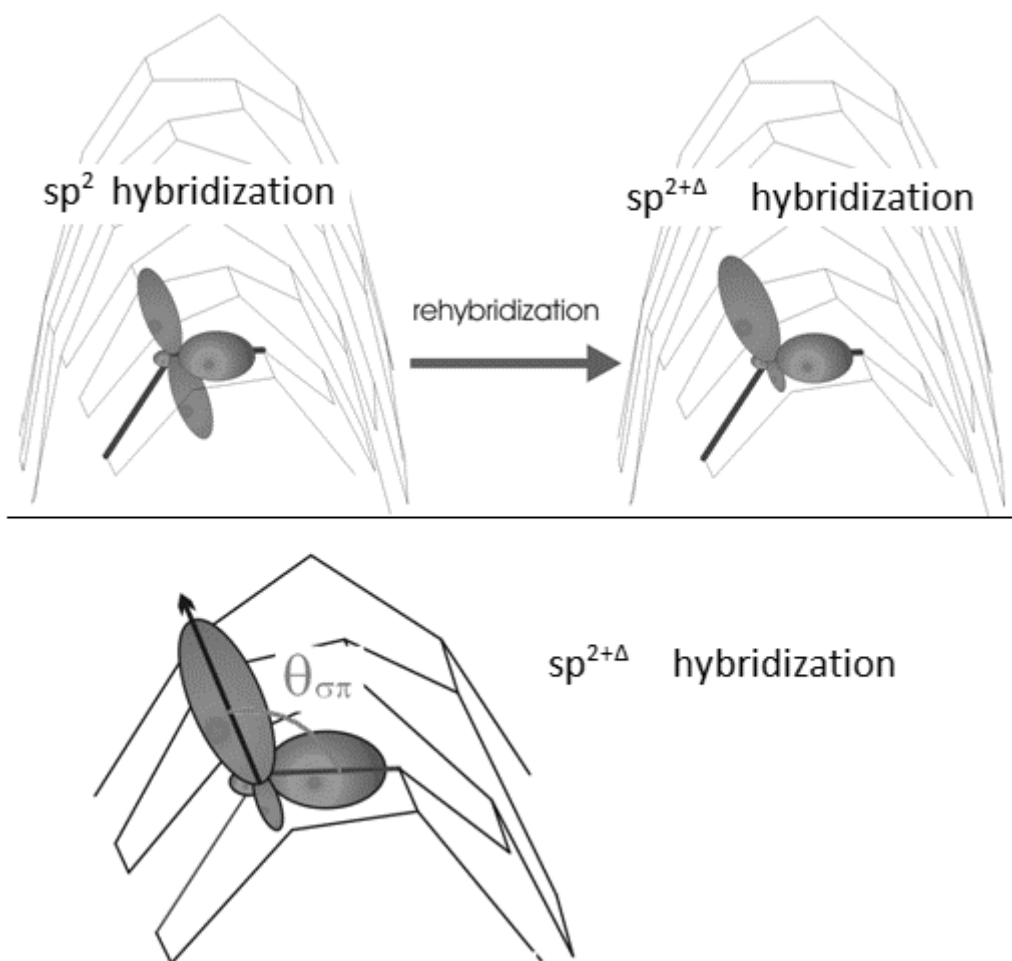 sp²  hybridization
sp²⁺Δ  hybridization
rehybridization
θσπ
sp²⁺Δ  hybridization